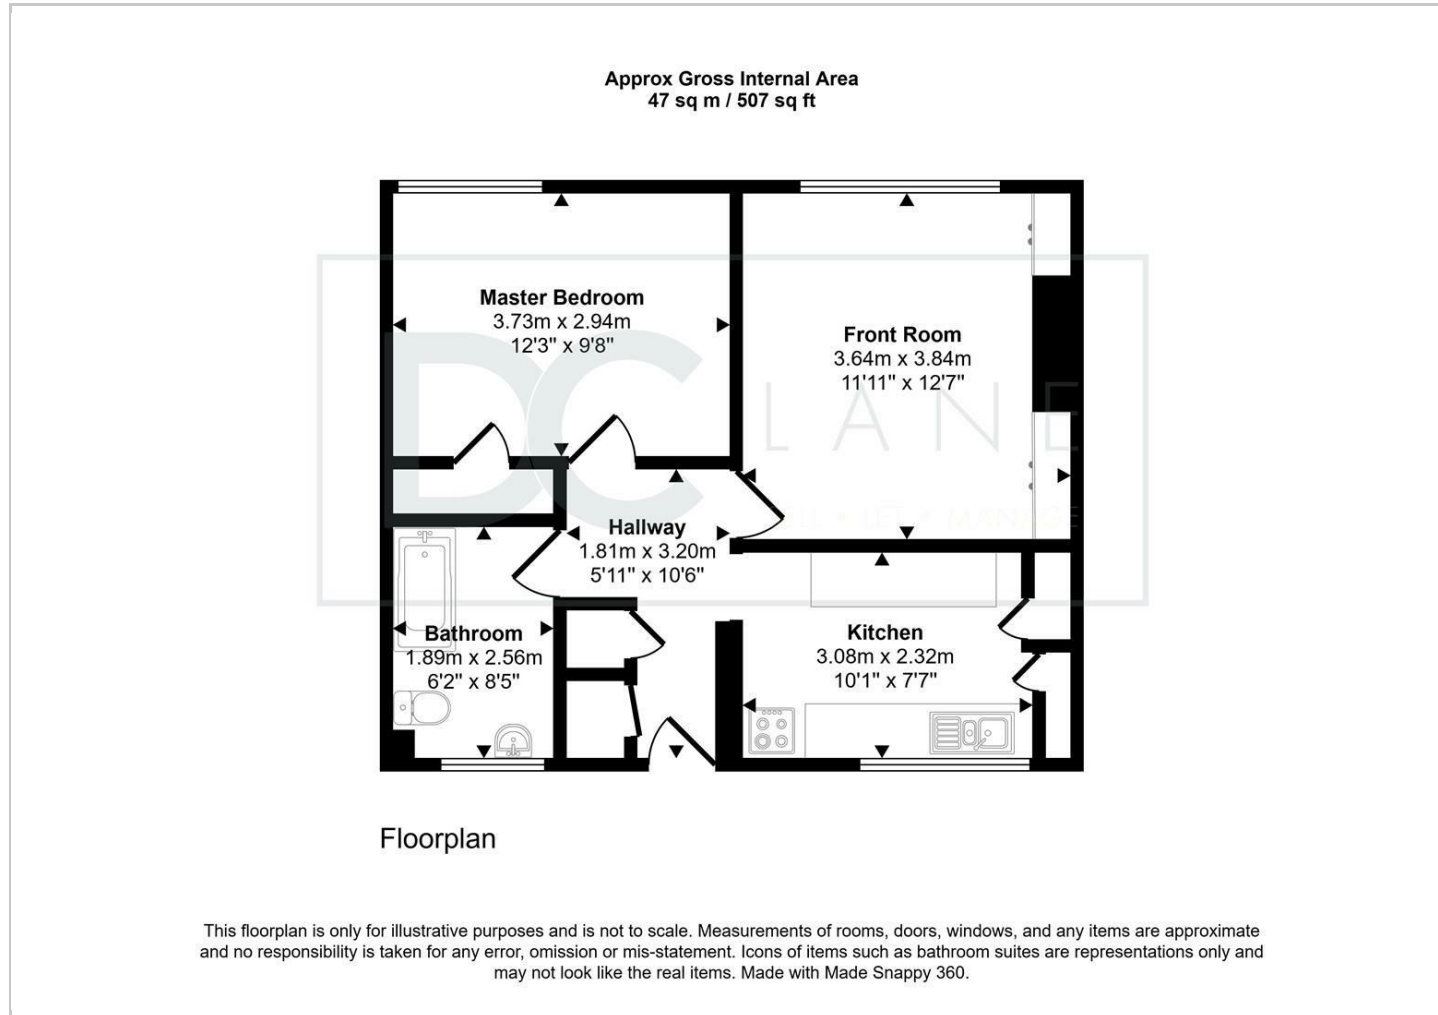 Approx Gross Internal Area
47 sq m / 507 sq ft
Master Bedroom
3.73m x 2.94m
12'3" x 9'8"
Front Room
3.64m x 3.84m
11'11" x 12'7"
DC LANE
SELL • LET • MANAGE
Hallway
1.81m x 3.20m
5'11" x 10'6"
Bathroom
1.89m x 2.56m
6'2" x 8'5"
Kitchen
3.08m x 2.32m
10'1" x 7'7"
Floorplan
This floorplan is only for illustrative purposes and is not to scale. Measurements of rooms, doors, windows, and any items are approximate
and no responsibility is taken for any error, omission or mis-statement. Icons of items such as bathroom suites are representations only and
may not look like the real items. Made with Made Snappy 360.